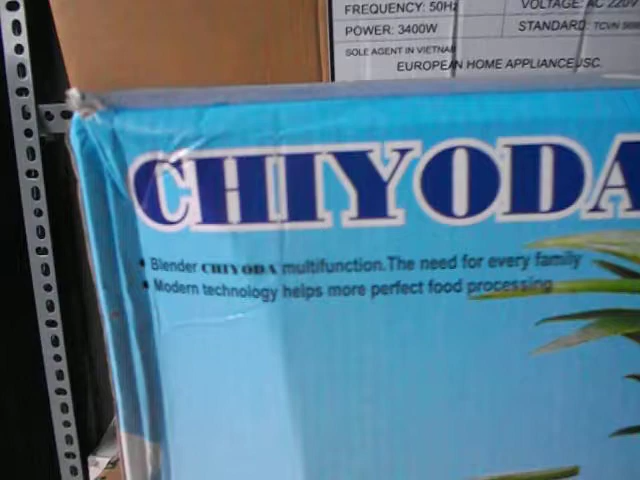 FREQUENCY: 50Hz
VOLTAGE: AC 220V
POWER: 3400W
STANDARD: TCVN
SOLE AGENT IN VIETNAM
EUROPEAN HOME APPLIANCE JSC.
CHIYODA
• Blender CHIYODA multifunction.The need for every family
• Modern technology helps more perfect food processing